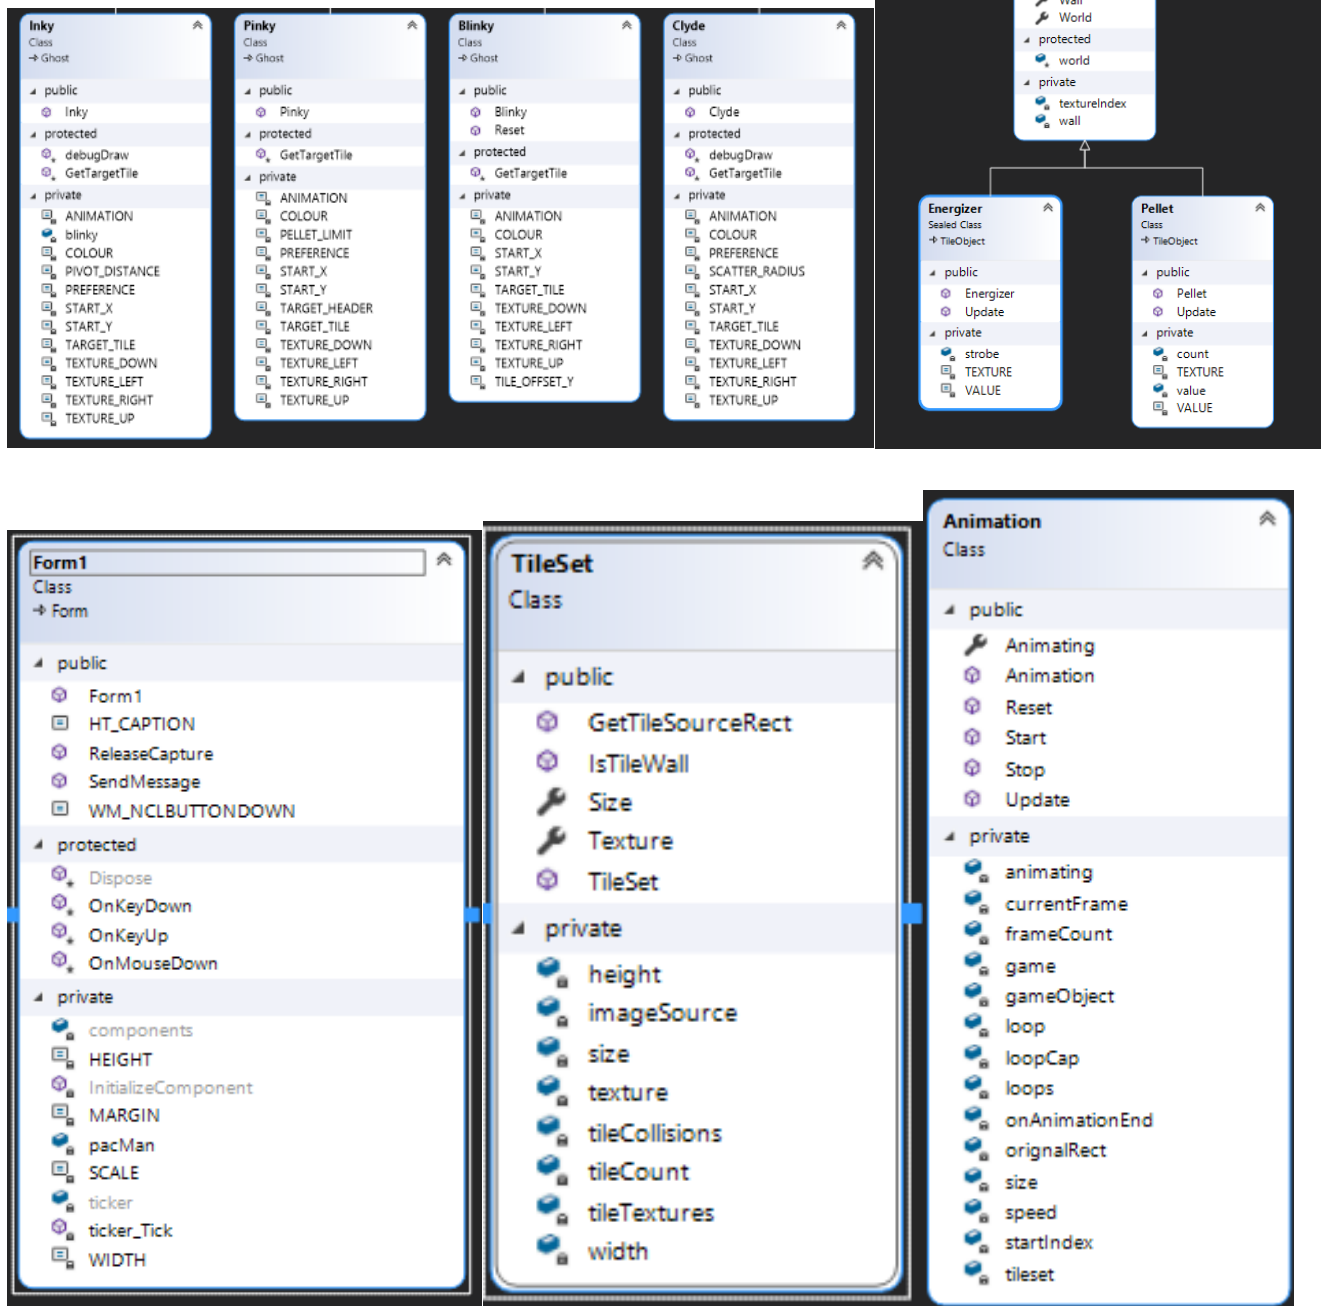 Inky
Class
Ghost
public
Inky
protected
debugDraw
GetTargetTile
private
ANIMATION
blinky
COLOUR
PIVOT_DISTANCE
PREFERENCE
START_X
START_Y
TARGET_TILE
TEXTURE_DOWN
TEXTURE_LEFT
TEXTURE_RIGHT
TEXTURE_UP
Pinky
Class
Ghost
public
Pinky
protected
GetTargetTile
private
ANIMATION
COLOUR
PELLET_LIMIT
PREFERENCE
START_X
START_Y
TARGET_HEADER
TARGET_TILE
TEXTURE_DOWN
TEXTURE_LEFT
TEXTURE_RIGHT
TEXTURE_UP
Blinky
Class
Ghost
public
Blinky
Reset
protected
GetTargetTile
private
ANIMATION
COLOUR
START_X
START_Y
TARGET_TILE
TEXTURE_DOWN
TEXTURE_LEFT
TEXTURE_RIGHT
TEXTURE_UP
TILE_OFFSET_Y
Clyde
Class
Ghost
public
Clyde
protected
debugDraw
GetTargetTile
private
ANIMATION
COLOUR
PREFERENCE
SCATTER_RADIUS
START_X
START_Y
TARGET_TILE
TEXTURE_DOWN
TEXTURE_LEFT
TEXTURE_RIGHT
TEXTURE_UP
Wall
World
protected
world
private
textureIndex
wall
Energizer
Sealed Class
TileObject
public
Energizer
Update
private
strobe
TEXTURE
VALUE
Pellet
Class
TileObject
public
Pellet
Update
private
count
TEXTURE
value
VALUE
Form1
Class
Form
public
Form1
HT_CAPTION
ReleaseCapture
SendMessage
WM_NCLBUTTONDOWN
protected
Dispose
OnKeyDown
OnKeyUp
OnMouseDown
private
components
HEIGHT
InitializeComponent
MARGIN
pacMan
SCALE
ticker
ticker_Tick
WIDTH
TileSet
Class
public
GetTileSourceRect
IsTileWall
Size
Texture
TileSet
private
height
imageSource
size
texture
tileCollisions
tileCount
tileTextures
width
Animation
Class
public
Animating
Animation
Reset
Start
Stop
Update
private
animating
currentFrame
frameCount
game
gameObject
loop
loopCap
loops
onAnimationEnd
orignalRect
size
speed
startIndex
tileset